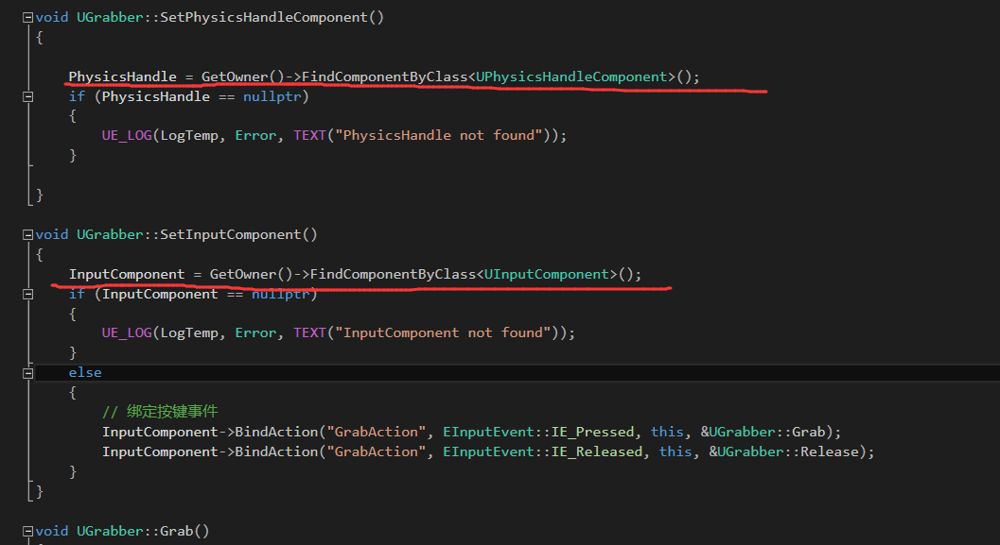 void UGrabber::SetPhysicsHandleComponent()
{
PhysicsHandle = GetOwner()->FindComponentByClass<UPhysicsHandleComponent>();
if (PhysicsHandle == nullptr)
{
UE_LOG(LogTemp, Error, TEXT("PhysicsHandle not found"));
}
}
void UGrabber::SetInputComponent()
{
InputComponent = GetOwner()->FindComponentByClass<UInputComponent>();
if (InputComponent == nullptr)
{
UE_LOG(LogTemp, Error, TEXT("InputComponent not found"));
}
else
{
// 绑定按键事件
InputComponent->BindAction("GrabAction", EInputEvent::IE_Pressed, this, &UGrabber::Grab);
InputComponent->BindAction("GrabAction", EInputEvent::IE_Released, this, &UGrabber::Release);
}
}
void UGrabber::Grab()